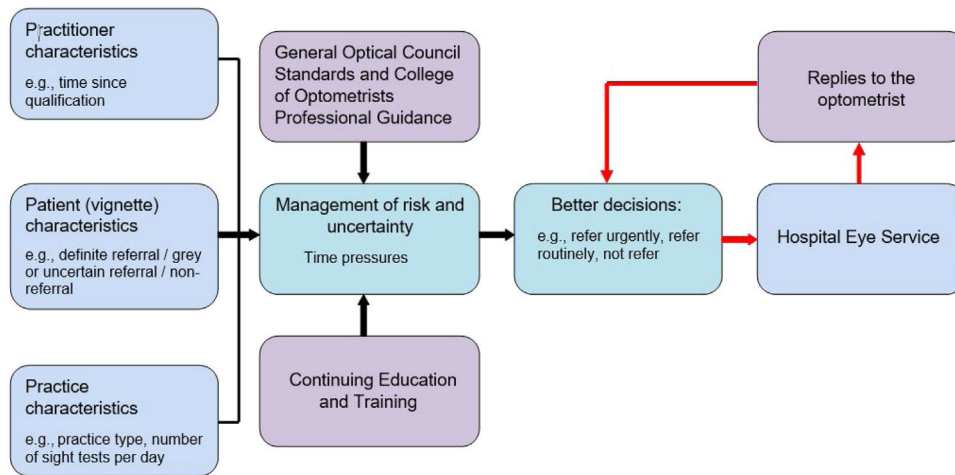 Practitioner
characteristics
e.g., time since
qualification
General Optical Council
Standards and College
of Optometrists
Professional Guidance
Replies to the
optometrist
Patient (vignette)
characteristics
e.g., definite referral / grey
or uncertain referral / non-
referral
Management of risk and
uncertainty
Time pressures
Better decisions:
e.g., refer urgently, refer
routinely, not refer
Hospital Eye Service
Practice
characteristics
e.g., practice type, number
of sight tests per day
Continuing Education
and Training